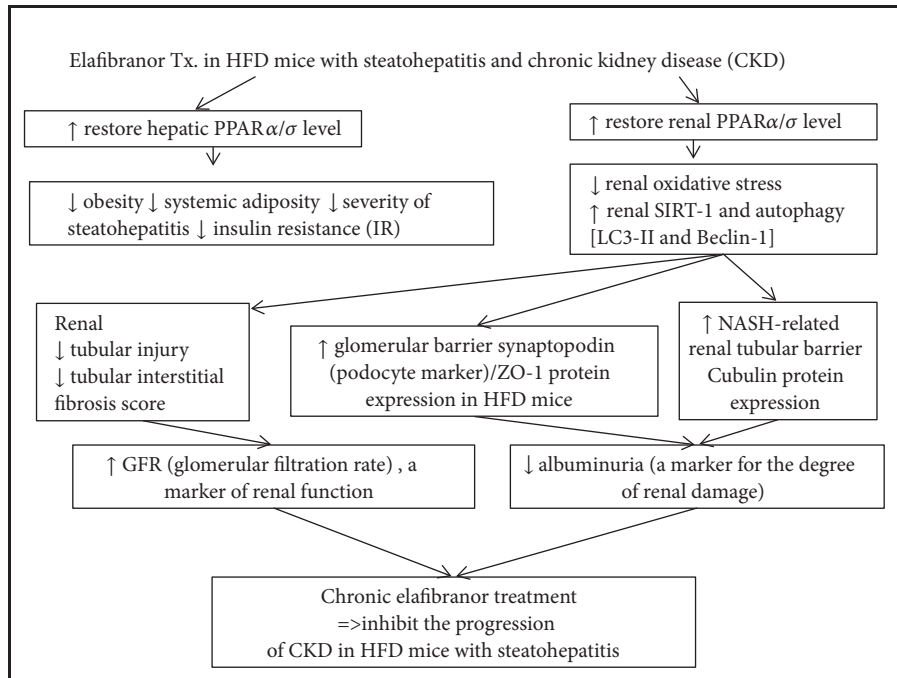 Elafibranor Tx. in HFD mice with steatohepatitis and chronic kidney disease (CKD)
↑ restore hepatic PPARα/σ level
↑ restore renal PPARα/σ level
↓ obesity ↓ systemic adiposity ↓ severity of
steatohepatitis ↓ insulin resistance (IR)
↓ renal oxidative stress
↑ renal SIRT-1 and autophagy
[LC3-II and Beclin-1]
Renal
↓ tubular injury
↓ tubular interstitial
fibrosis score
↑ glomerular barrier synaptopodin
(podocyte marker)/ZO-1 protein
expression in HFD mice
↑ NASH-related
renal tubular barrier
Cubulin protein
expression
↑ GFR (glomerular filtration rate) , a
marker of renal function
↓ albuminuria (a marker for the degree
of renal damage)
Chronic elafibranor treatment
=>inhibit the progression
of CKD in HFD mice with steatohepatitis